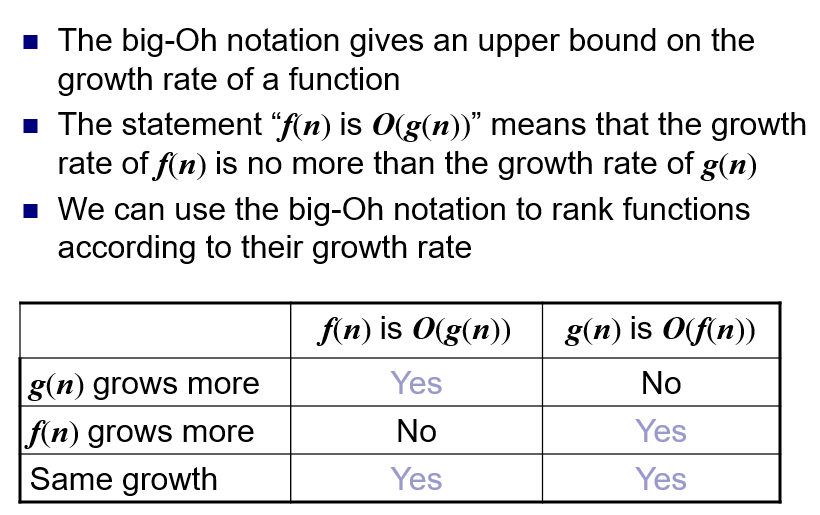 ■ The big-Oh notation gives an upper bound on the
growth rate of a function
■ The statement “f(n) is O(g(n))” means that the growth
rate of f(n) is no more than the growth rate of g(n)
■ We can use the big-Oh notation to rank functions
according to their growth rate
f(n) is O(g(n)) g(n) is O(f(n))
g(n) grows more Yes No
f(n) grows more No Yes
Same growth Yes Yes